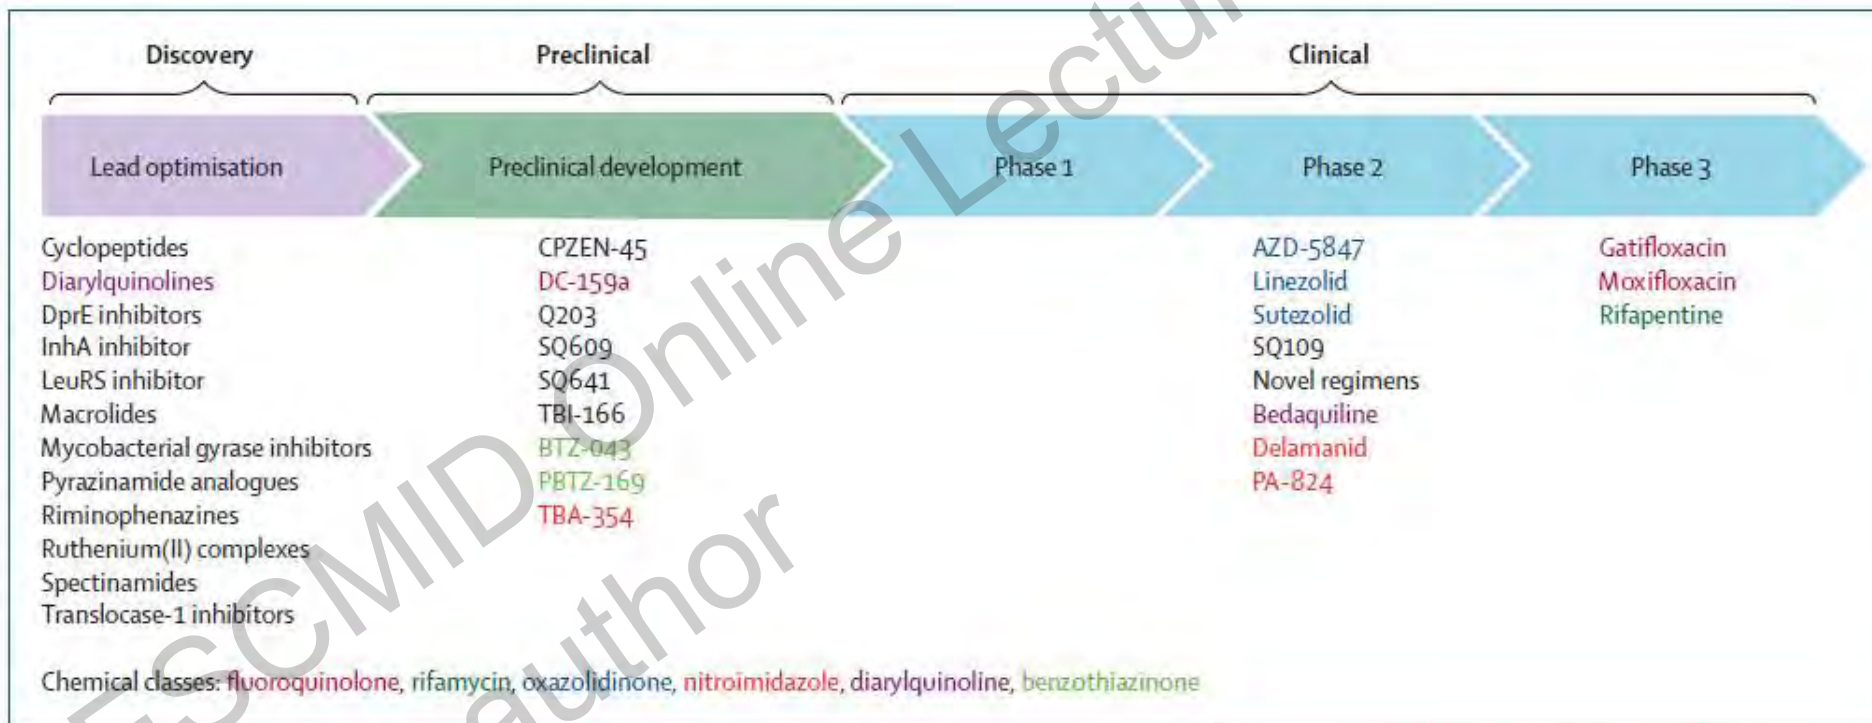 Discovery
Preclinical
Clinical
Lead optimisation
Preclinical development
Phase 1
Phase 2
Phase 3
Cyclopeptides
Diarylquinolines
DprE inhibitors
InhA inhibitor
LeuRS inhibitor
Macrolides
Mycobacterial gyrase inhibitors
Pyrazinamide analogues
Riminophenazines
Ruthenium(II) complexes
Spectinamides
Translocase-1 inhibitors
CPZEN-45
DC-159a
Q203
SQ609
SQ641
TBI-166
BTZ-043
PBTZ-169
TBA-354
AZD-5847
Linezolid
Sutezolid
SQ109
Novel regimens
Bedaquiline
Delamanid
PA-824
Gatifloxacin
Moxifloxacin
Rifapentine
Chemical classes: fluoroquinolone, rifamycin, oxazolidinone, nitroimidazole, diarylquinoline, benzothiazinone
ESCMID Online Lectu
author